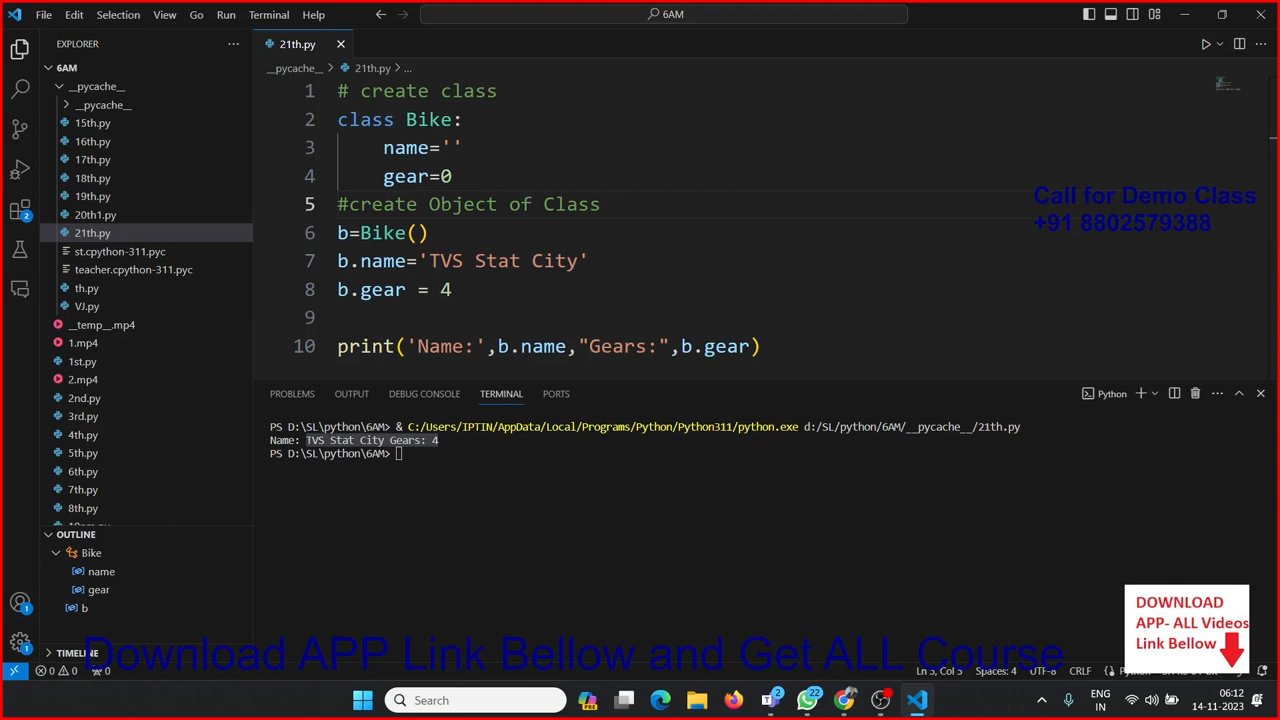 File Edit Selection View Go Run Terminal Help
6AM
EXPLORER
21th.py
6AM
__pycache__ > 21th.py > ...
__pycache__
__pycache__
15th.py
16th.py
17th.py
18th.py
19th.py
20th1.py
21th.py
st.cpython-311.pyc
teacher.cpython-311.pyc
th.py
VJ.py
__temp__.mp4
1.mp4
1st.py
2.mp4
2nd.py
3rd.py
4th.py
5th.py
6th.py
7th.py
8th.py
OUTLINE
Bike
name
gear
b
TIMELINE
1 # create class
2 class Bike:
3 name=''
4 gear=0
5 #create Object of Class
6 b=Bike()
7 b.name='TVS Stat City'
8 b.gear = 4
9
10 print('Name:',b.name,"Gears:",b.gear)
Call for Demo Class
+91 8802579388
PROBLEMS OUTPUT DEBUG CONSOLE TERMINAL PORTS
Python
PS D:\SL\python\6AM> & C:/Users/IPTIN/AppData/Local/Programs/Python/Python311/python.exe d:/SL/python/6AM/__pycache__/21th.py
Name: TVS Stat City Gears: 4
PS D:\SL\python\6AM>
DOWNLOAD
APP- ALL Videos
Link Bellow
Download APP Link Bellow and Get ALL Course
0 0 0
Ln 5, Col 5 Spaces: 4 UTF-8 CRLF
2
1
1
Search
PRE
2
22
ENG
IN
06:12
14-11-2023